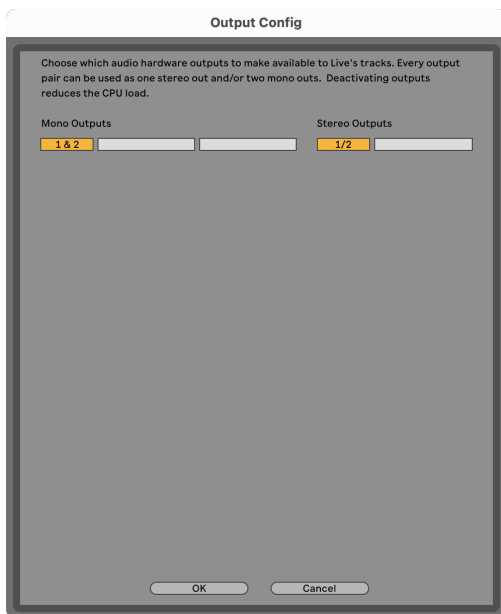 Output Config
Choose which audio hardware outputs to make available to Live's tracks. Every output
pair can be used as one stereo out and/or two mono outs.  Deactivating outputs
reduces the CPU load.
Mono Outputs
Stereo Outputs
1 & 2
1/2
OK
Cancel